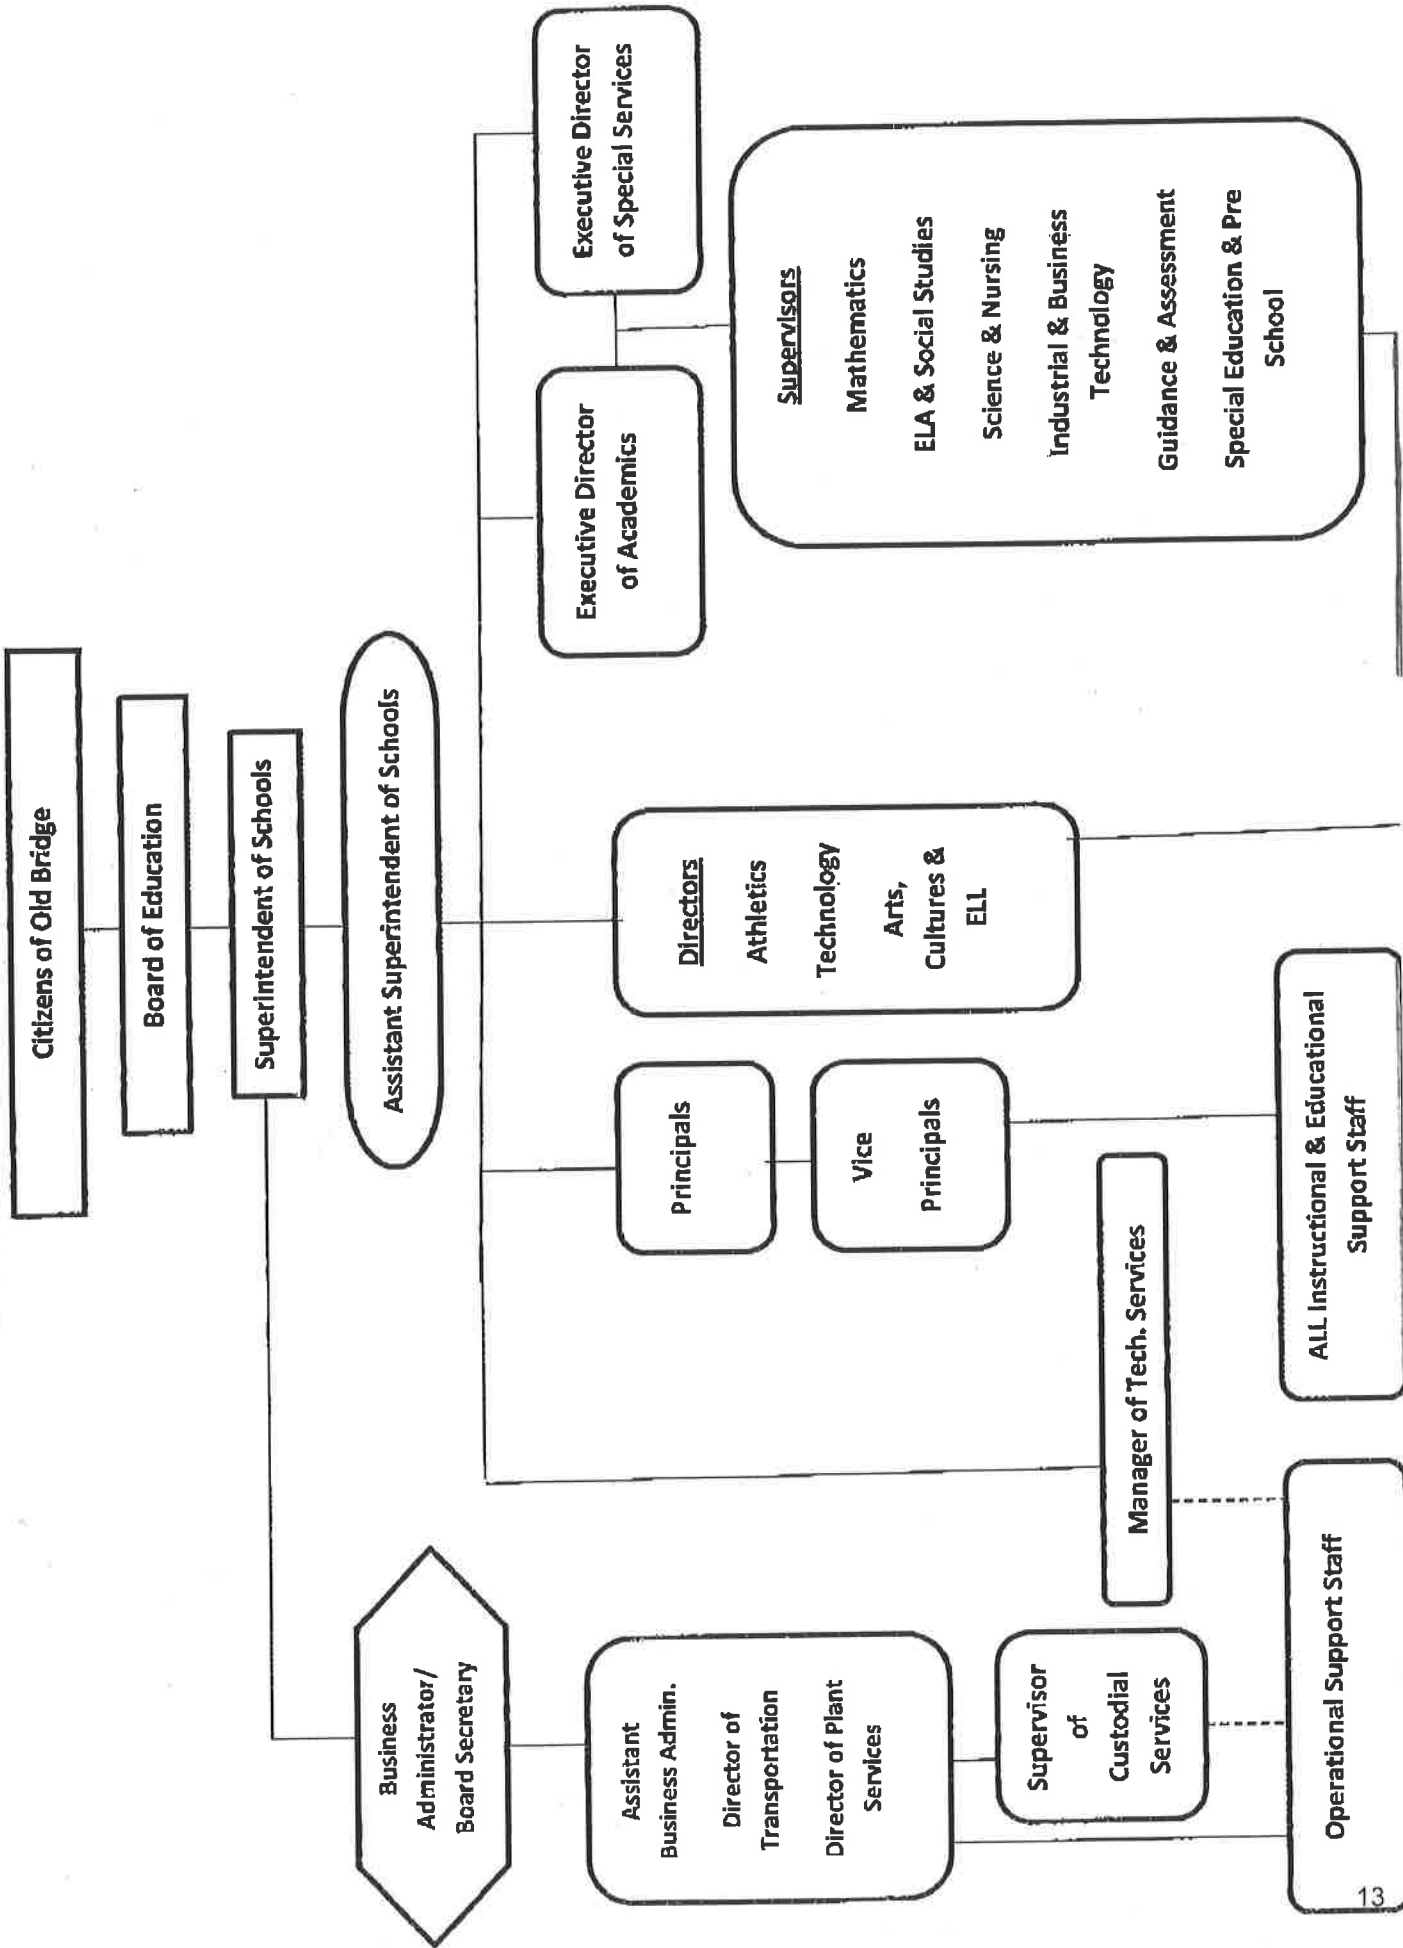 Citizens of Old Bridge
Board of Education
Superintendent of Schools
Assistant Superintendent of Schools
Business
Administrator/
Board Secretary
Assistant
Business Admin.
Director of
Transportation
Director of Plant
Services
Supervisor
of
Custodial
Services
Manager of Tech. Services
Operational Support Staff
Principals
Vice
Principals
ALL Instructional & Educational
Support Staff
Directors
Athletics
Technology
Arts,
Cultures &
ELL
Executive Director
of Academics
Executive Director
of Special Services
Supervisors
Mathematics
ELA & Social Studies
Science & Nursing
Industrial & Business
Technology
Guidance & Assessment
Special Education & Pre
School
13